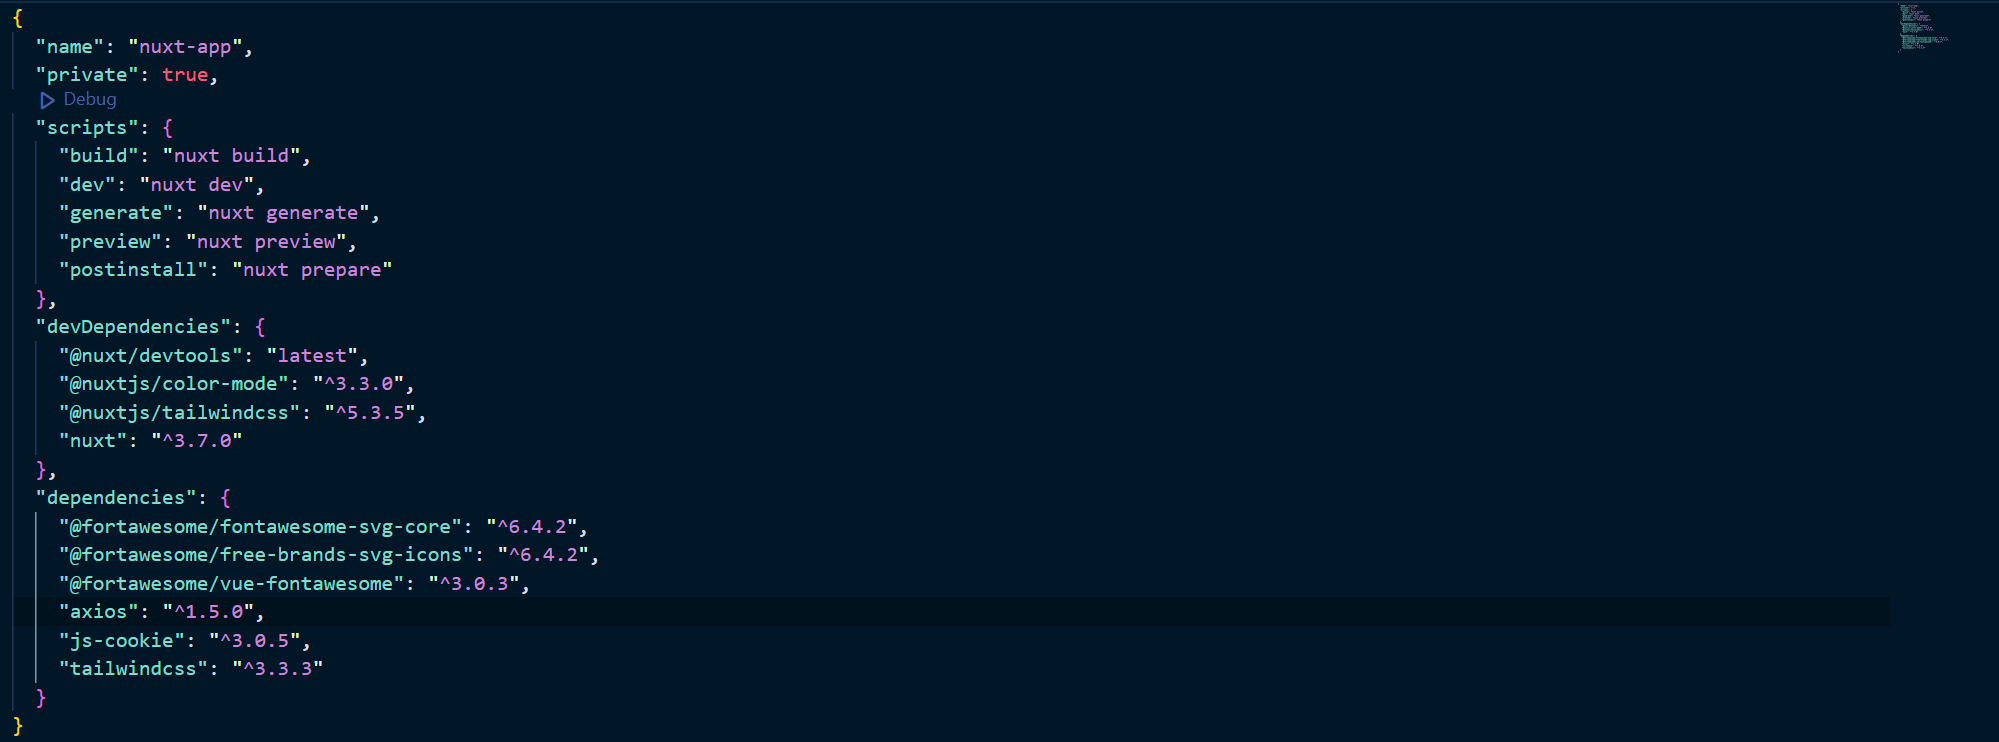 {
  "name": "nuxt-app",
  "private": true,
  Debug
  "scripts": {
    "build": "nuxt build",
    "dev": "nuxt dev",
    "generate": "nuxt generate",
    "preview": "nuxt preview",
    "postinstall": "nuxt prepare"
  },
  "devDependencies": {
    "@nuxt/devtools": "latest",
    "@nuxtjs/color-mode": "^3.3.0",
    "@nuxtjs/tailwindcss": "^5.3.5",
    "nuxt": "^3.7.0"
  },
  "dependencies": {
    "@fortawesome/fontawesome-svg-core": "^6.4.2",
    "@fortawesome/free-brands-svg-icons": "^6.4.2",
    "@fortawesome/vue-fontawesome": "^3.0.3",
    "axios": "^1.5.0",
    "js-cookie": "^3.0.5",
    "tailwindcss": "^3.3.3"
  }
}